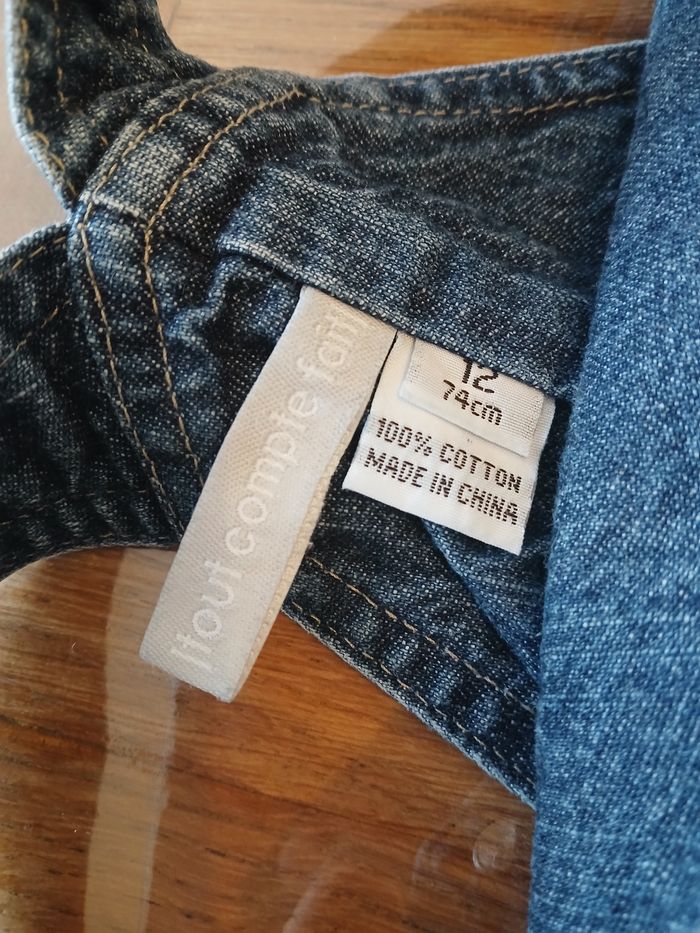 [tout compte fait]
12
74cm
100% COTTON
MADE IN CHINA